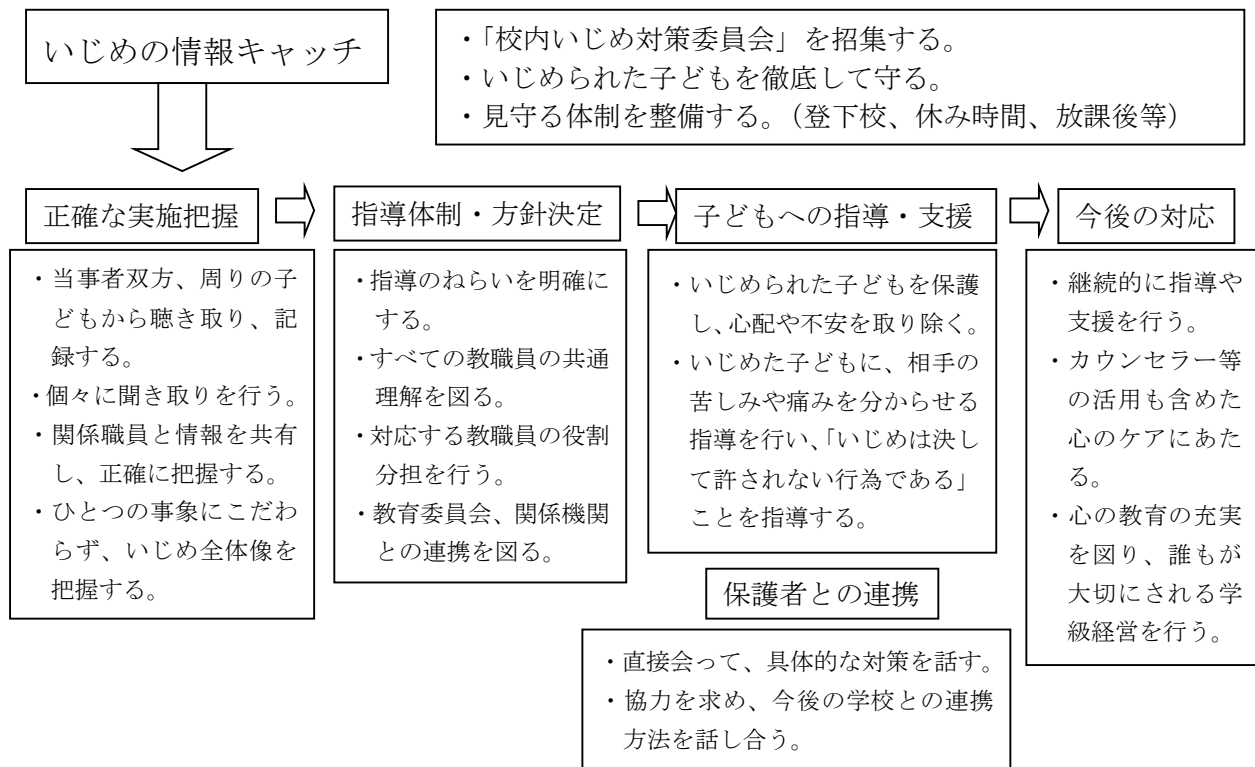 いじめの情報キャッチ
・「校内いじめ対策委員会」を招集する。
・いじめられた子どもを徹底して守る。
・見守る体制を整備する。（登下校、休み時間、放課後等）
正確な実施把握
・当事者双方、周りの子
どもから聴き取り、記
録する。
・個々に聞き取りを行う。
・関係職員と情報を共有
し、正確に把握する。
・ひとつの事象にこだわ
らず、いじめ全体像を
把握する。
指導体制・方針決定
・指導のねらいを明確に
する。
・すべての教職員の共通
理解を図る。
・対応する教職員の役割
分担を行う。
・教育委員会、関係機関
との連携を図る。
子どもへの指導・支援
・いじめられた子どもを保護
し、心配や不安を取り除く。
・いじめた子どもに、相手の
苦しみや痛みを分からせる
指導を行い、「いじめは決し
て許されない行為である」
ことを指導する。
保護者との連携
・直接会って、具体的な対策を話す。
・協力を求め、今後の学校との連携
方法を話し合う。
今後の対応
・継続的に指導や
支援を行う。
・カウンセラー等
の活用も含めた
心のケアにあた
る。
・心の教育の充実
を図り、誰もが
大切にされる学
級経営を行う。